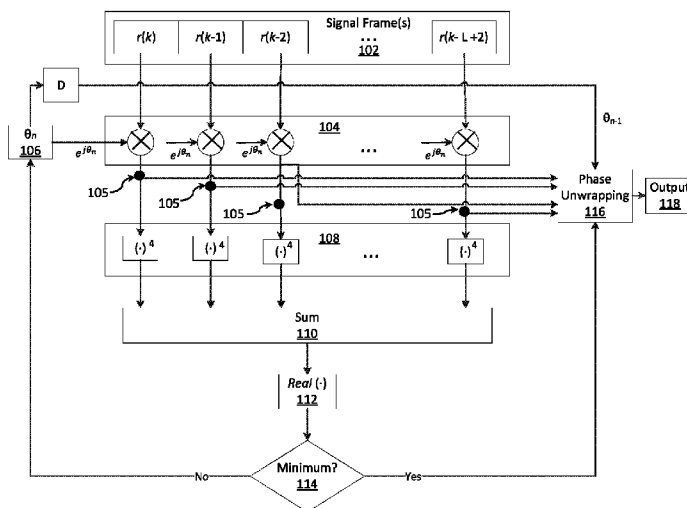 Signal Frame(s)
r(k)
r(k-1)
r(k-2)
...
r(k- L +2)
102
D
θn
106
104
θn-1
e^jθn
e^jθn
e^jθn
...
e^jθn
105
105
105
105
Phase
Unwrapping
116
Output
118
108
(·)^4
(·)^4
(·)^4
...
(·)^4
Sum
110
Real (·)
112
No
Minimum?
114
Yes